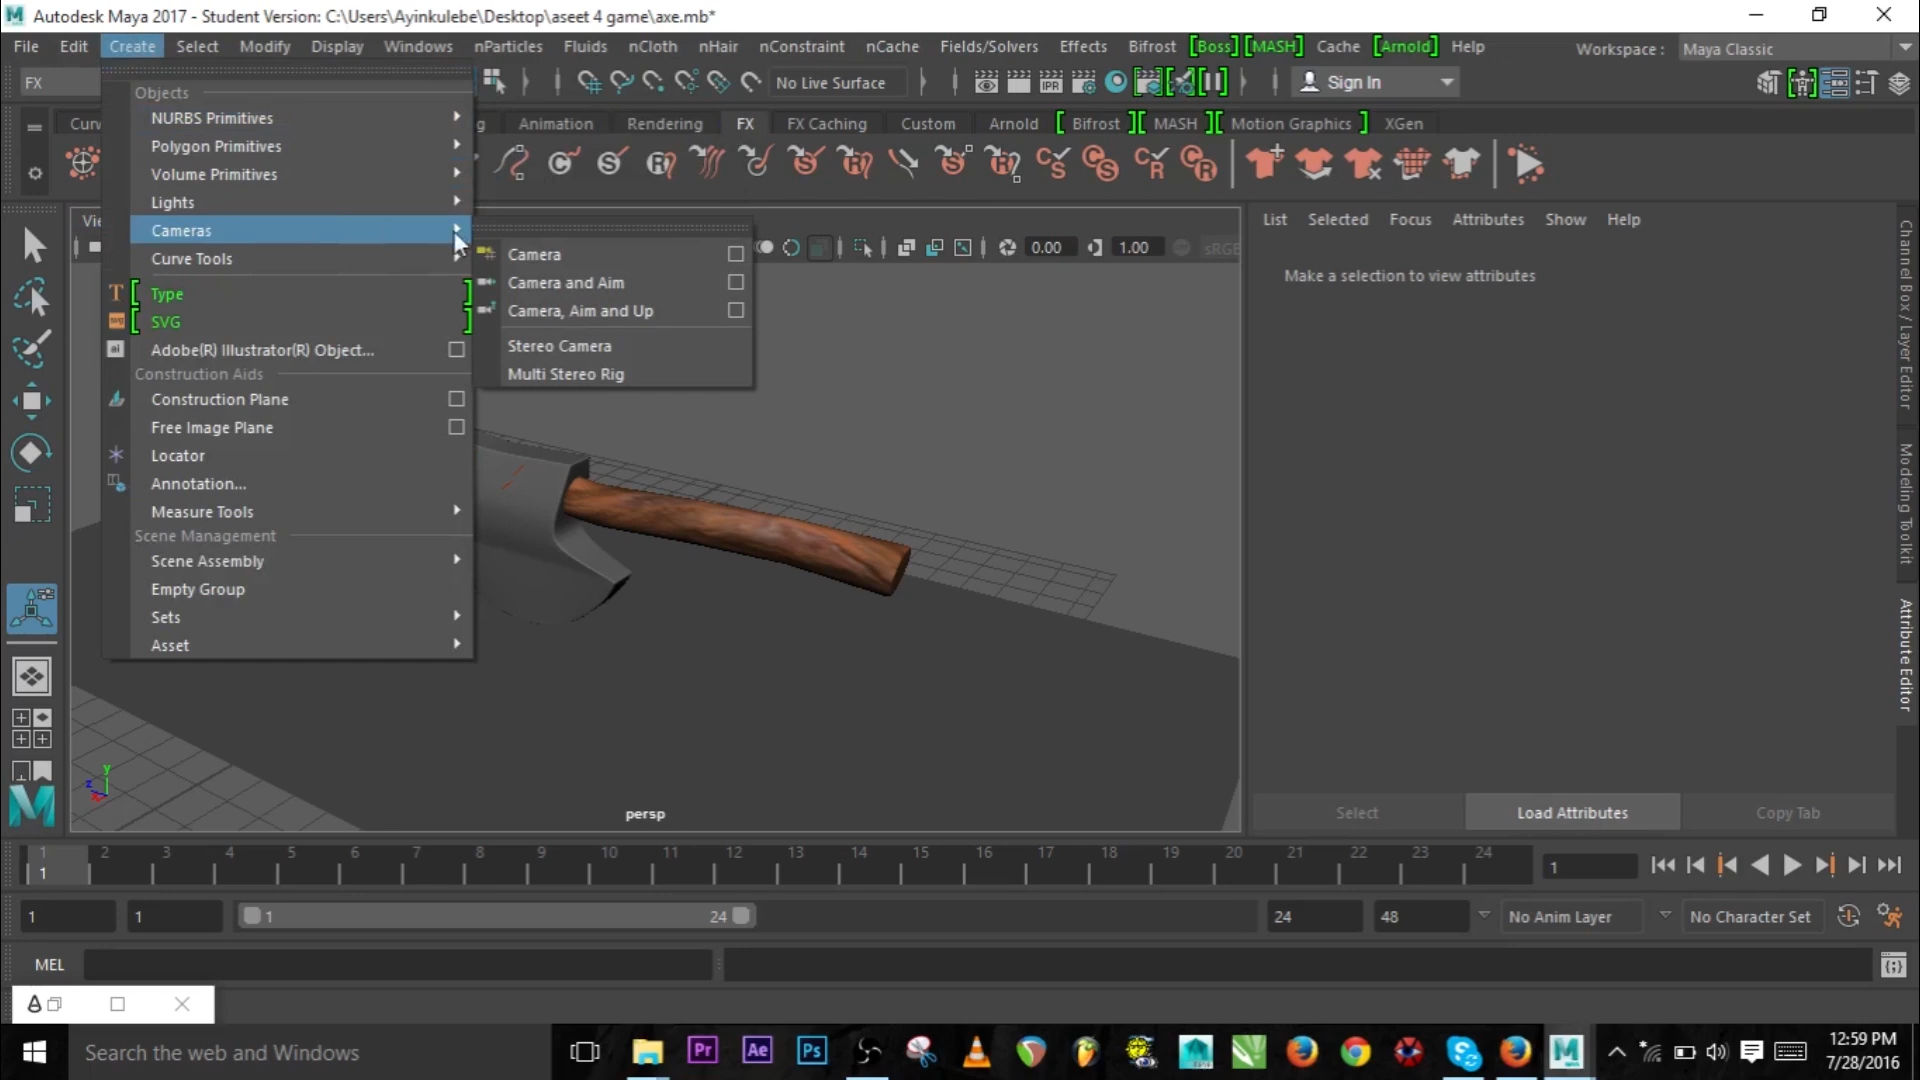 Autodesk Maya 2017 - Student Version: C:\Users\Ayinkulebe\Desktop\aseet 4 game\axe.mb*
File Edit Create Select Modify Display Windows nParticles Fluids nCloth nHair nConstraint nCache Fields/Solvers Effects Bifrost [Boss] [MASH] Cache [Arnold] Help Workspace : Maya Classic
FX No Live Surface IPR Sign In
Animation Rendering FX FX Caching Custom Arnold [ Bifrost ][ MASH ][ Motion Graphics ] XGen
Objects
NURBS Primitives
Polygon Primitives
Volume Primitives
Lights
Cameras
Curve Tools
Type
SVG
Adobe(R) Illustrator(R) Object...
Construction Aids
Construction Plane
Free Image Plane
Locator
Annotation...
Measure Tools
Scene Management
Scene Assembly
Empty Group
Sets
Asset
Camera
Camera and Aim
Camera, Aim and Up
Stereo Camera
Multi Stereo Rig
0.00 1.00
persp
List Selected Focus Attributes Show Help
Make a selection to view attributes
Select Load Attributes Copy Tab
Channel Box / Layer Editor
Modeling Toolkit
Attribute Editor
1 2 3 4 5 6 7 8 9 10 11 12 13 14 15 16 17 18 19 20 21 22 23 24
1 1
1 1 1 24 24 48 No Anim Layer No Character Set
MEL
Search the web and Windows
Pr Ae Ps
12:59 PM
7/28/2016